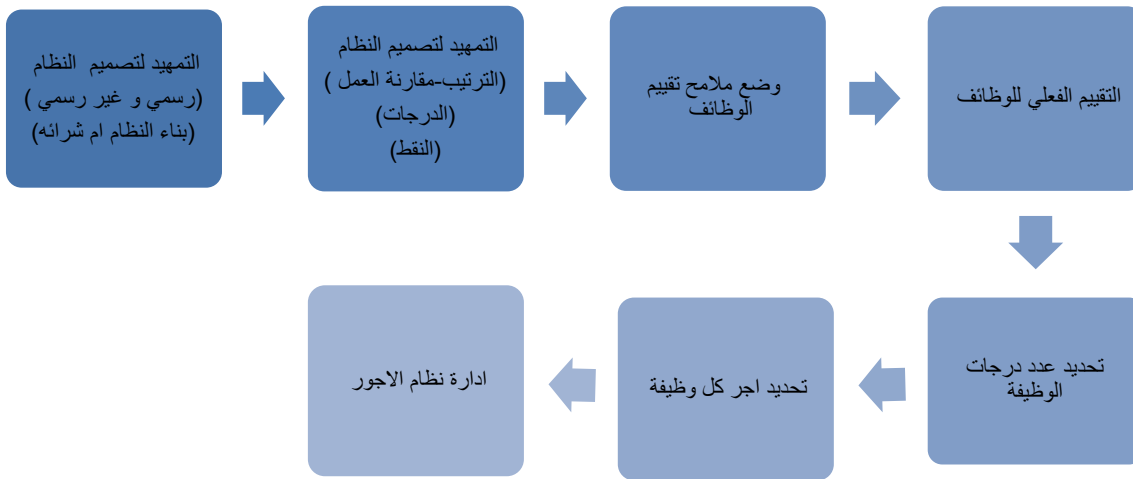 التمهيد لتصميم النظام
(رسمي و غير رسمي )
(بناء النظام ام شرائه)
التمهيد لتصميم النظام
(الترتيب-مقارنة العمل )
(الدرجات)
(النقط)
وضع ملامح تقييم
الوظائف
التقييم الفعلي للوظائف
تحديد عدد درجات
الوظيفة
تحديد اجر كل وظيفة
ادارة نظام الاجور